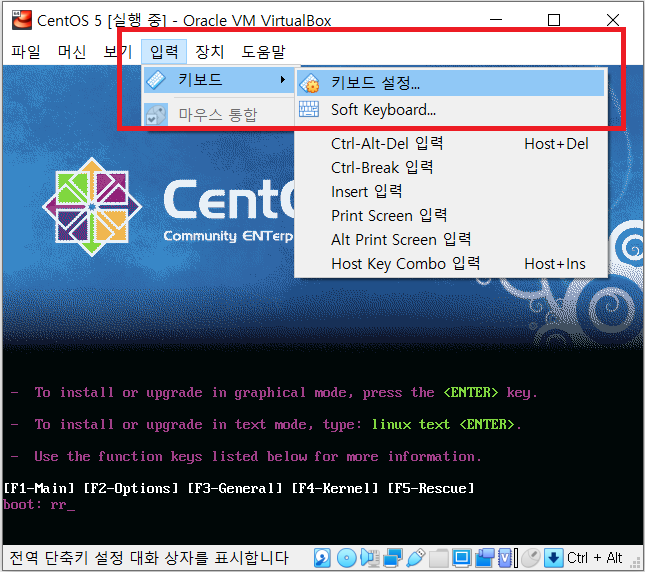 CentOS 5 [실행 중] - Oracle VM VirtualBox
파일 머신 보기 입력 장치 도움말
키보드
마우스 통합
키보드 설정...
Soft Keyboard...
Ctrl-Alt-Del 입력 Host+Del
Ctrl-Break 입력
Insert 입력
Print Screen 입력
Alt Print Screen 입력
Host Key Combo 입력 Host+Ins
Community ENTerp
- To install or upgrade in graphical mode, press the <ENTER> key.
- To install or upgrade in text mode, type: linux text <ENTER>.
- Use the function keys listed below for more information.
[F1-Main] [F2-Options] [F3-General] [F4-Kernel] [F5-Rescue]
boot: rr_
전역 단축키 설정 대화 상자를 표시합니다 Ctrl + Alt